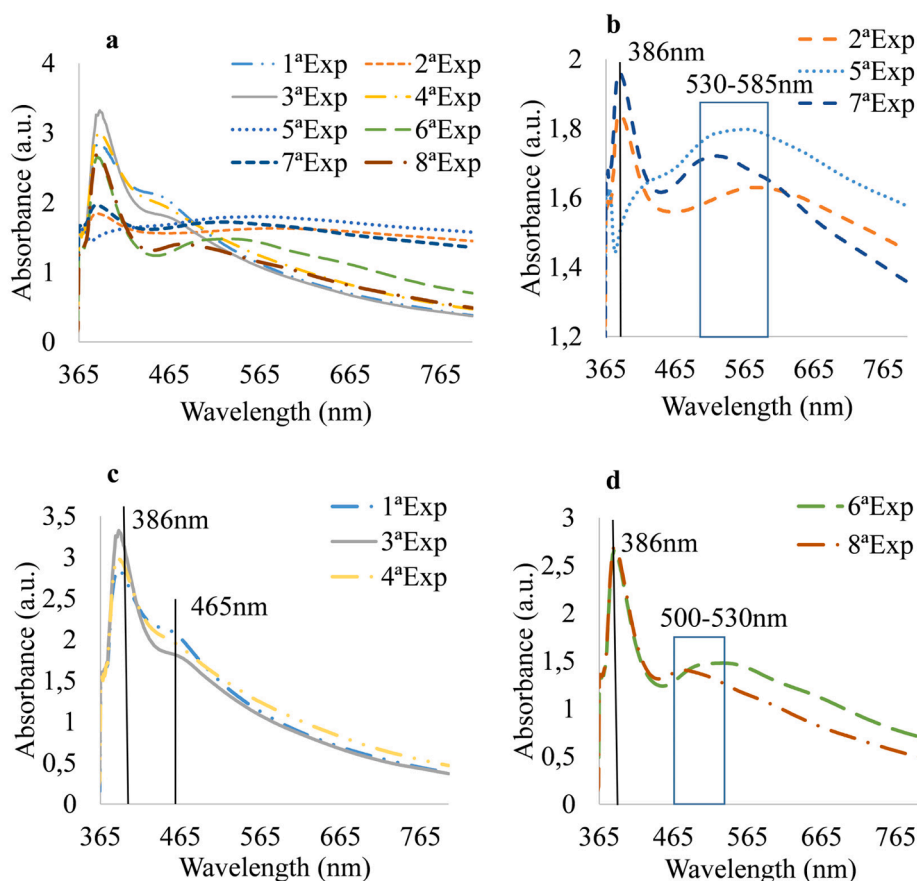 a
Absorbance (a.u.)
4
3
2
1
0
1ªExp
2ªExp
3ªExp
4ªExp
5ªExp
6ªExp
7ªExp
8ªExp
365 465 565 665 765
Wavelength (nm)
b
Absorbance (a.u.)
2
1.8
1.6
1.4
1,2
386nm
530-585nm
2ªExp
5ªExp
7ªExp
365 465 565 665 765
Wavelength (nm)
c
Absorbance (a.u.)
3,5
3
2,5
2
1,5
1
0,5
0
386nm
465nm
1ªExp
3ªExp
4ªExp
365 465 565 665 765
Wavelength (nm)
d
Absorbance (a.u.)
3
2,5
2
1,5
1
0,5
0
386nm
500-530nm
6ªExp
8ªExp
365 465 565 665 765
Wavelength (nm)